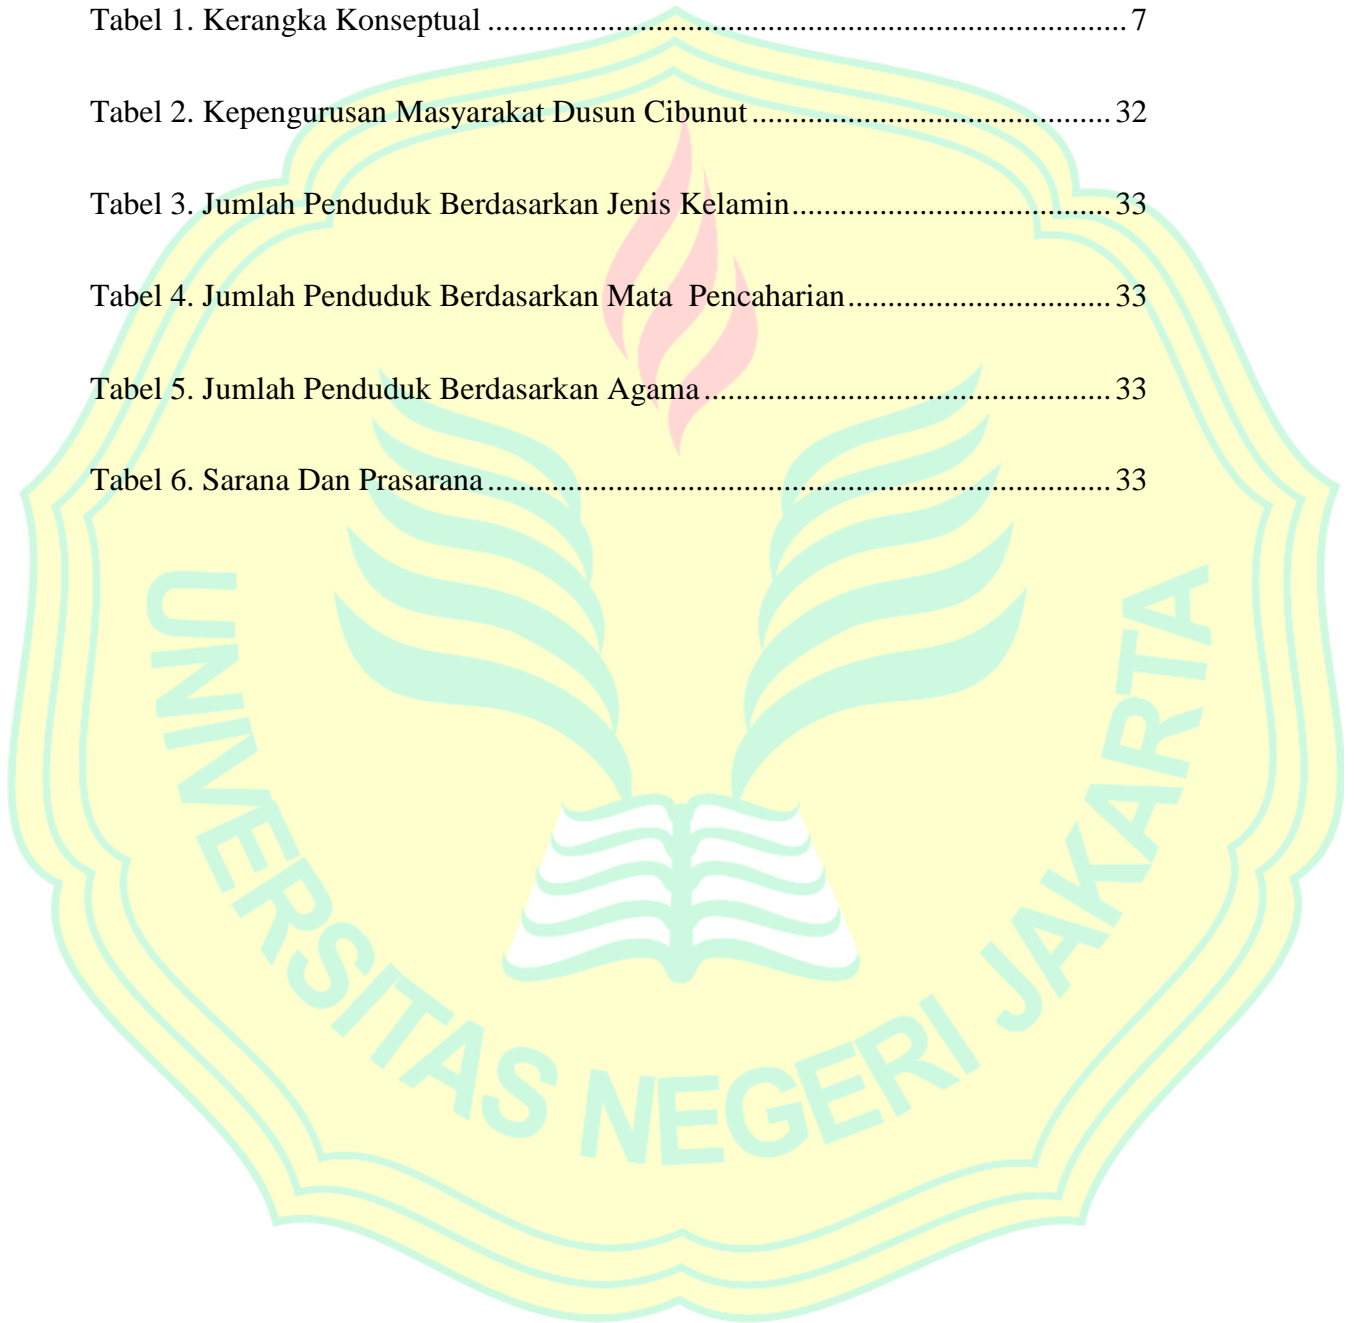 Tabel 1. Kerangka Konseptual ................................................................................ 7
Tabel 2. Kepengurusan Masyarakat Dusun Cibunut ............................................. 32
Tabel 3. Jumlah Penduduk Berdasarkan Jenis Kelamin ........................................ 33
Tabel 4. Jumlah Penduduk Berdasarkan Mata  Pencaharian ................................. 33
Tabel 5. Jumlah Penduduk Berdasarkan Agama ................................................... 33
Tabel 6. Sarana Dan Prasarana .............................................................................. 33
UNIVERSITAS NEGERI JAKARTA